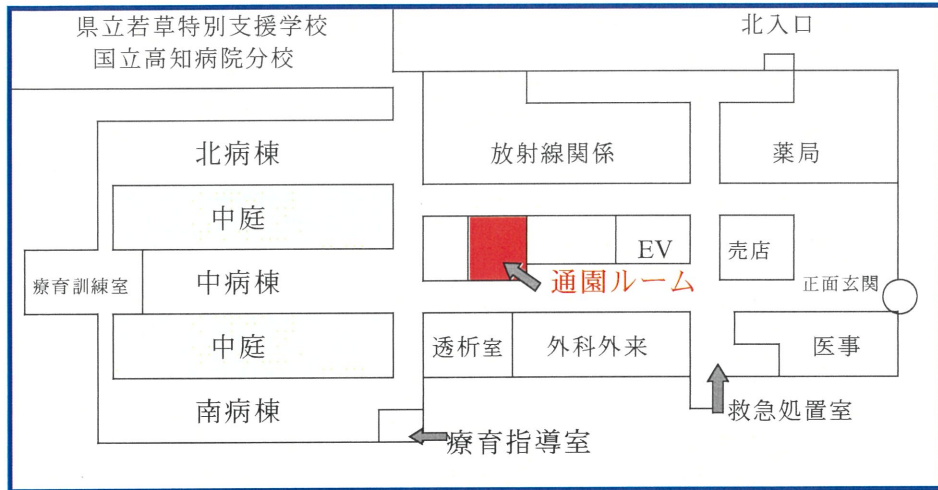 県立若草特別支援学校
国立高知病院分校
北入口
北病棟
放射線関係
薬局
中庭
EV
売店
療育訓練室
中病棟
通園ルーム
正面玄関
中庭
透析室
外科外来
医事
南病棟
救急処置室
療育指導室